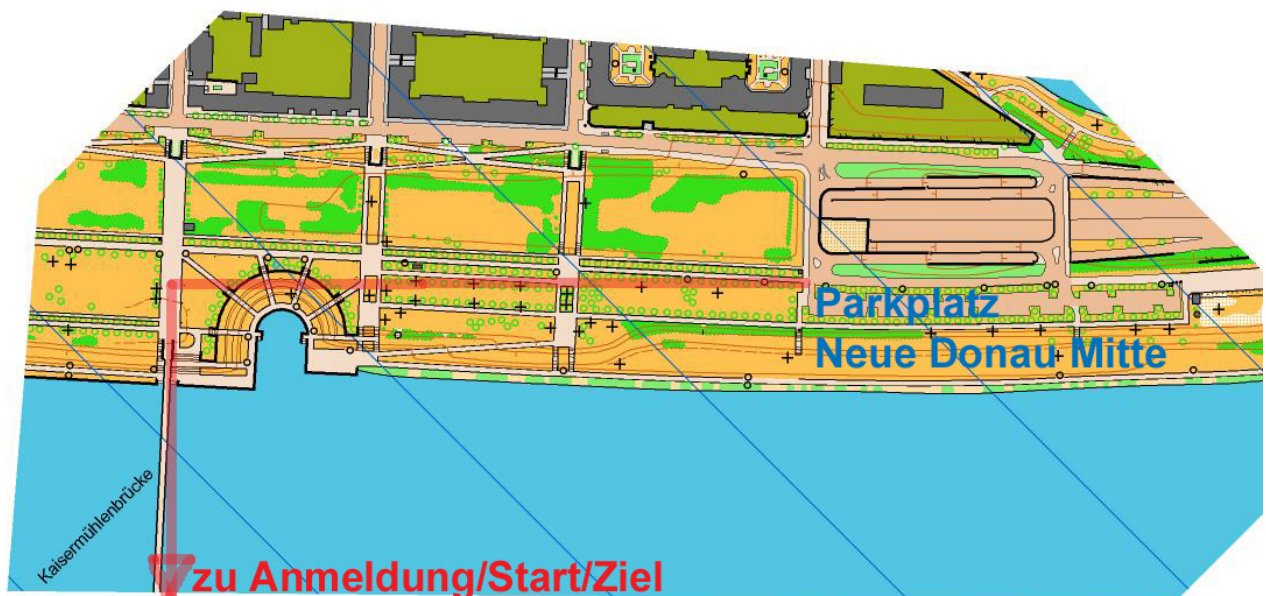 Parkplatz
Neue Donau Mitte
Kaisermühlenbrücke
zu Anmeldung/Start/Ziel